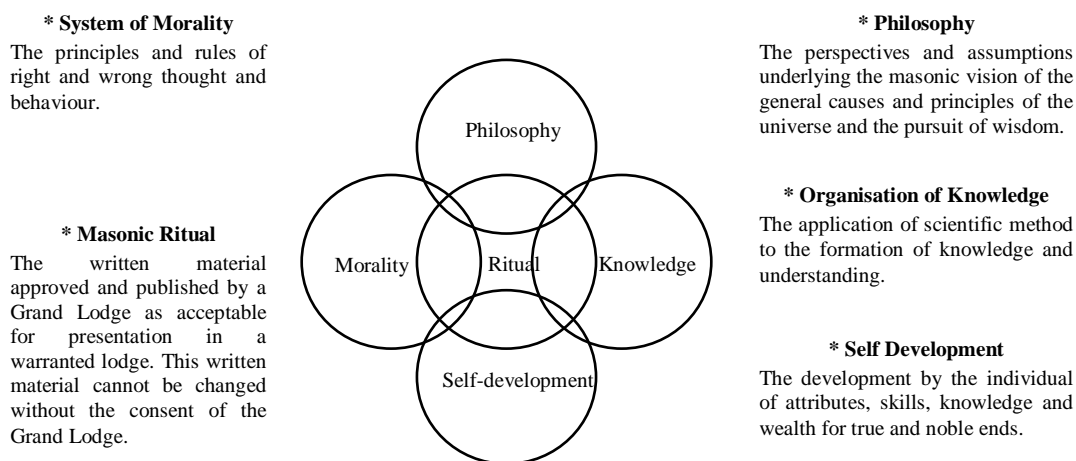 * System of Morality
The principles and rules of
right and wrong thought and
behaviour.
* Masonic Ritual
The written material
approved and published by a
Grand Lodge as acceptable
for presentation in a
warranted lodge. This written
material cannot be changed
without the consent of the
Grand Lodge.
Philosophy
Morality
Ritual
Knowledge
Self-development
* Philosophy
The perspectives and assumptions
underlying the masonic vision of the
general causes and principles of the
universe and the pursuit of wisdom.
* Organisation of Knowledge
The application of scientific method
to the formation of knowledge and
understanding.
* Self Development
The development by the individual
of attributes, skills, knowledge and
wealth for true and noble ends.